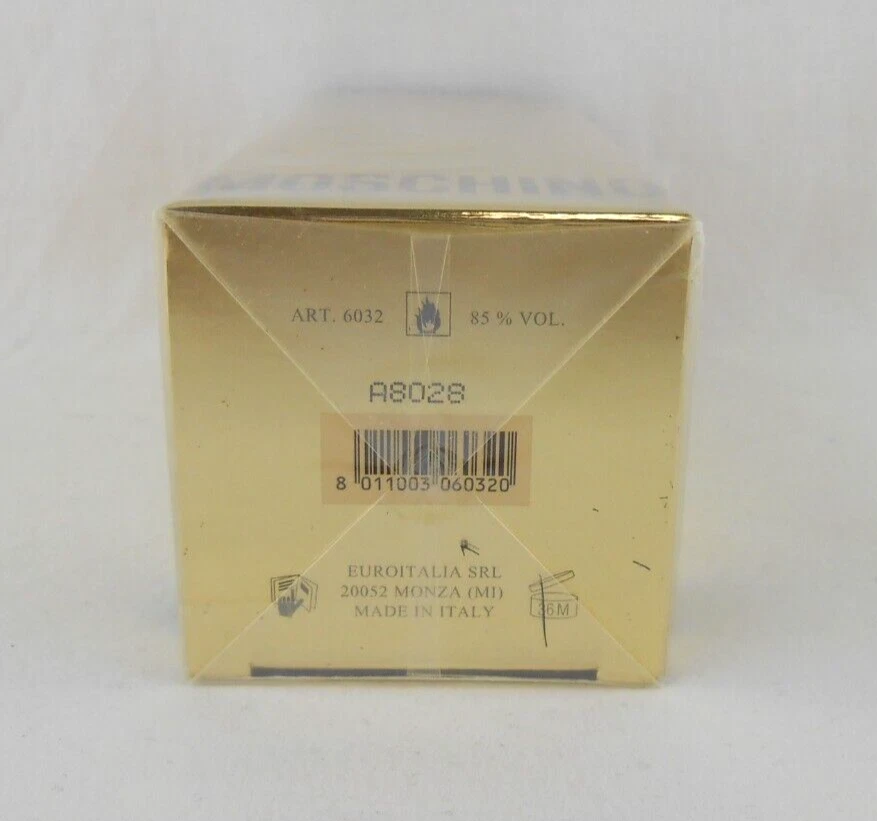 MOSCHINO
ART. 6032 85 % VOL.
A8028
8 011003 060320
EUROITALIA SRL
20052 MONZA (MI)
MADE IN ITALY
36M